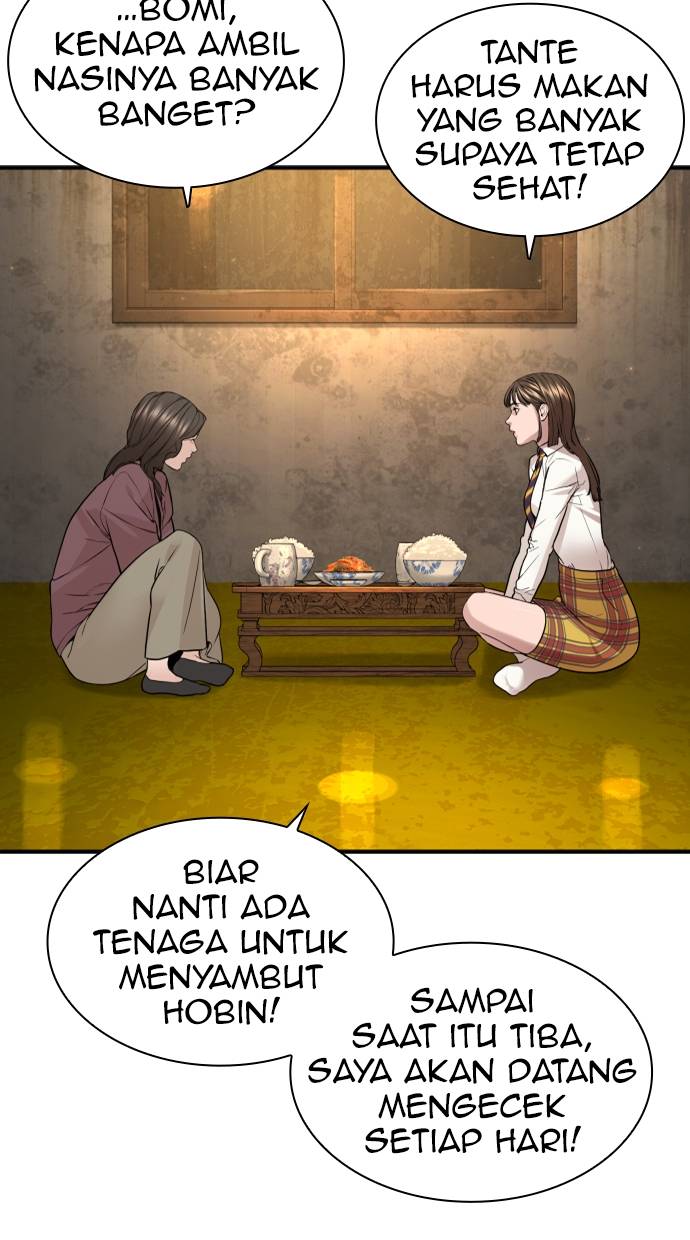 ...BOMI,
KENAPA AMBIL
NASINYA BANYAK
BANGET?
TANTE
HARUS MAKAN
YANG BANYAK
SUPAYA TETAP
SEHAT!
BIAR
NANTI ADA
TENAGA UNTUK
MENYAMBUT
HOBIN!
SAMPAI
SAAT ITU TIBA,
SAYA AKAN DATANG
MENGECEK
SETIAP HARI!